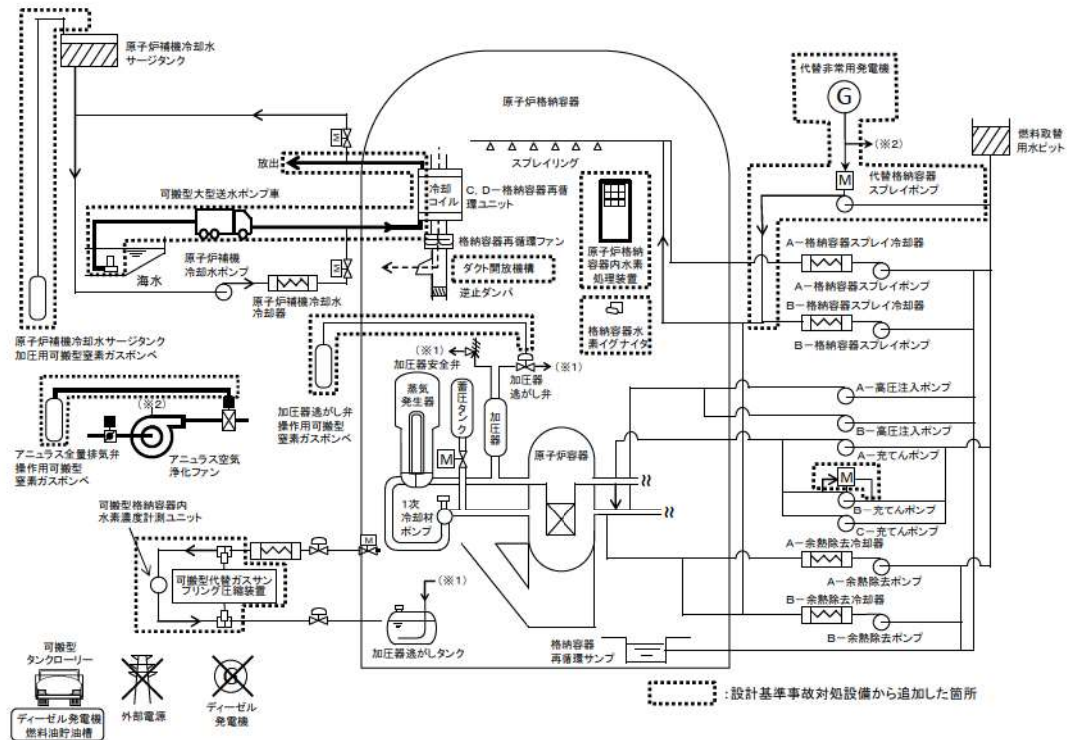 原子炉補機冷却水
サージタンク
原子炉格納容器
代替非常用発電機
G
(※2)
燃料取替
用水ピット
M
放出
スプレイリング
M
代替格納容器
スプレイポンプ
可搬型大型送水ポンプ車
冷却
コイル
C,D-格納容器再循
環ユニット
格納容器再循環ファン
原子炉格納
容器内水素
処理装置
A-格納容器スプレイ冷却器
A-格納容器スプレイポンプ
B-格納容器スプレイ冷却器
B-格納容器スプレイポンプ
海水
原子炉補機
冷却水ポンプ
M
原子炉補機冷却水
冷却器
ダクト開放機構
逆止ダンパ
格納容器水
素イグナイタ
原子炉補機冷却水サージタンク
加圧用可搬型窒素ガスボンベ
(※1)
加圧器安全弁
(※1)
加圧器
逃がし弁
加圧器逃がし弁
操作用可搬型
窒素ガスボンベ
蒸気
発生器
蓄圧タンク
加圧器
M
原子炉容器
1次
冷却材
ポンプ
A-高圧注入ポンプ
B-高圧注入ポンプ
A-充てんポンプ
M
B-充てんポンプ
C-充てんポンプ
(※2)
アニュラス全量排気弁
操作用可搬型
窒素ガスボンベ
アニュラス空気
浄化ファン
可搬型格納容器内
水素濃度計測ユニット
M
可搬型代替ガスサン
プリング圧縮装置
(※1)
加圧器逃がしタンク
格納容器
再循環サンプ
A-余熱除去冷却器
A-余熱除去ポンプ
B-余熱除去冷却器
B-余熱除去ポンプ
可搬型
タンクローリー
ディーゼル発電機
燃料油貯油槽
外部電源
G
ディーゼル
発電機
:設計基準事故対処設備から追加した箇所